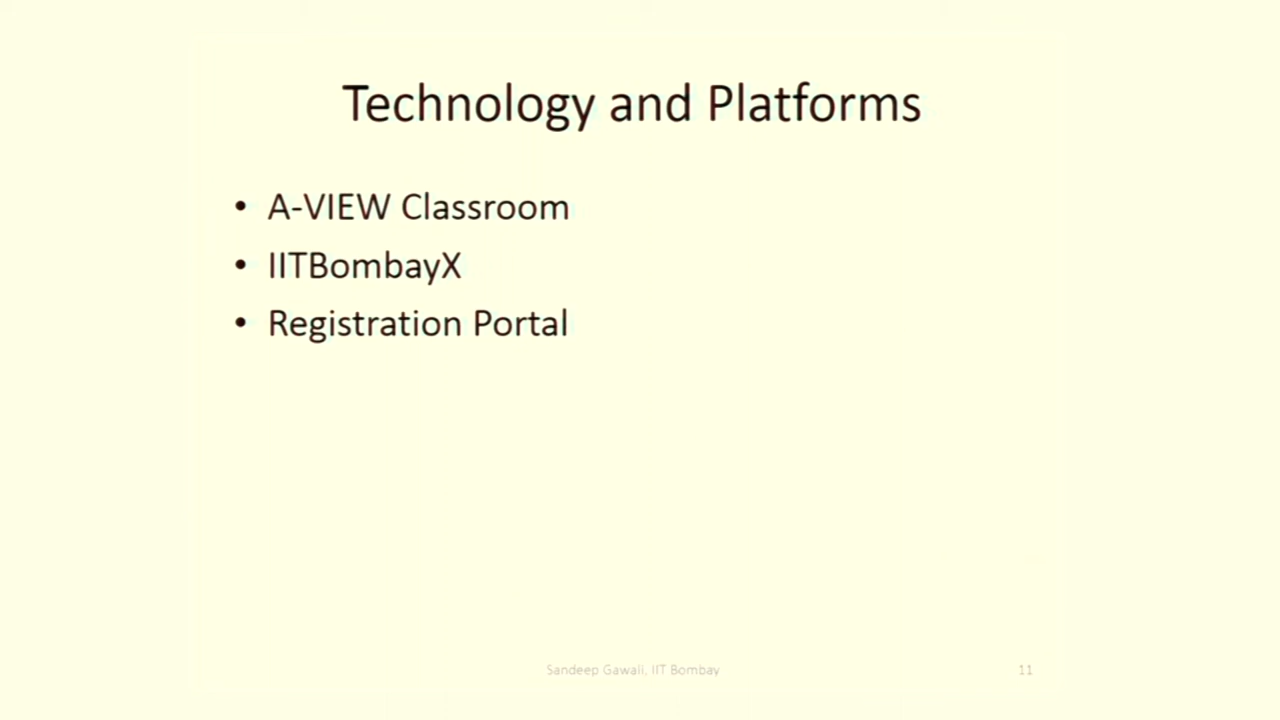 Technology and Platforms
• A-VIEW Classroom
• IITBombayX
• Registration Portal
Sandeep Gawali, IIT Bombay
11